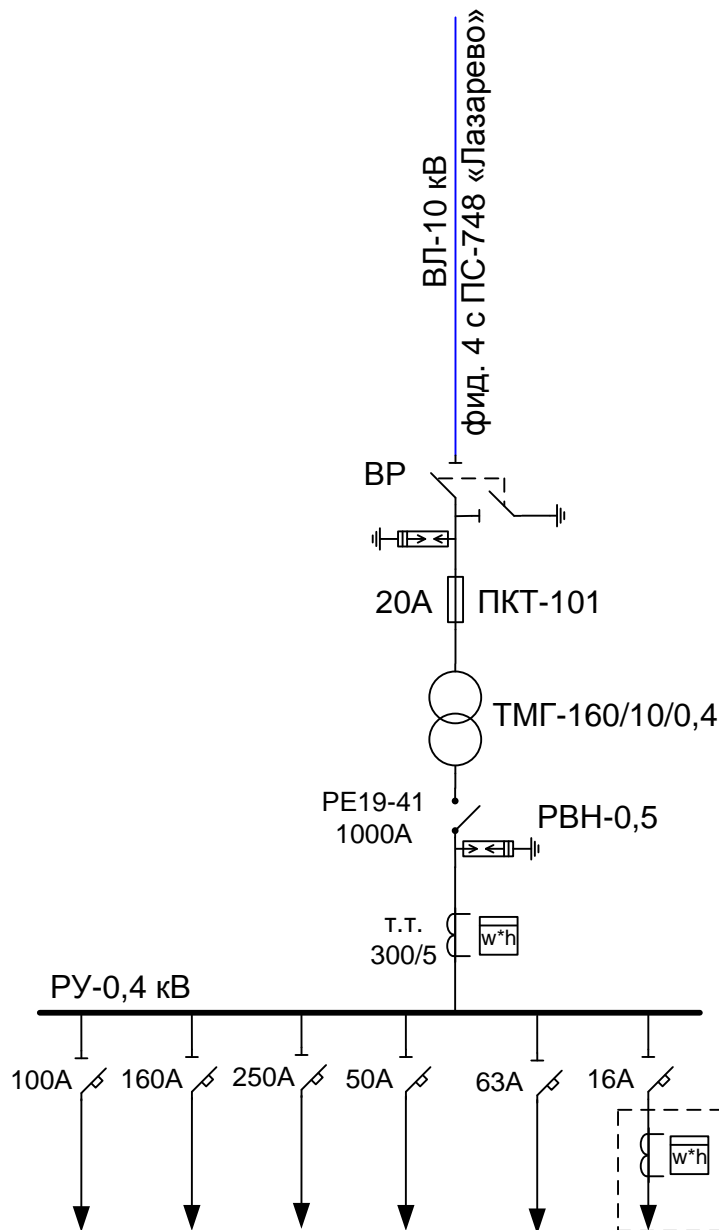 ВЛ-10 кВ
фид. 4 с ПС-748 «Лазарево»
ВР
20А
ПКТ-101
ТМГ-160/10/0,4
РЕ19-41
1000А
РВН-0,5
т.т.
300/5
w*h
РУ-0,4 кВ
100А
160А
250А
50А
63А
16А
w*h